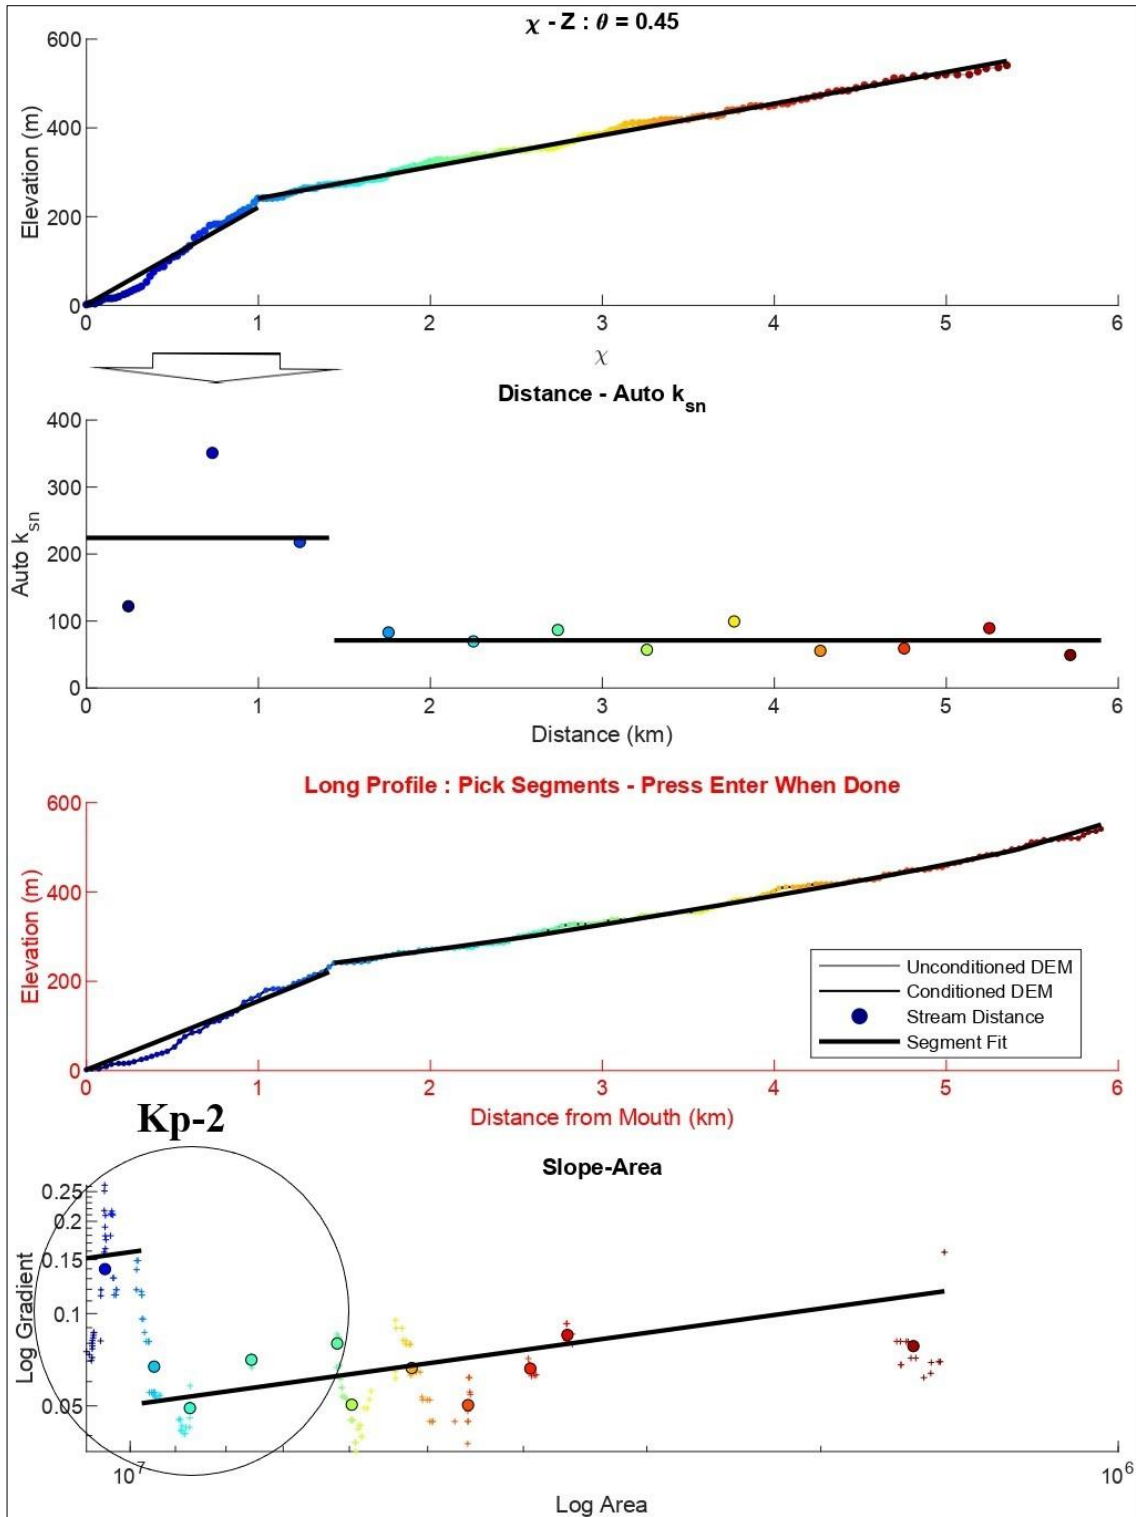 χ - Z : θ = 0.45
600
400
200
0
Elevation (m)
0 1 2 3 4 5 6
χ
Distance - Auto ksn
400
300
200
100
0
Auto ksn
0 1 2 3 4 5 6
Distance (km)
Long Profile : Pick Segments - Press Enter When Done
600
400
200
0
Elevation (m)
Unconditioned DEM
Conditioned DEM
Stream Distance
Segment Fit
0 1 2 3 4 5 6
Distance from Mouth (km)
Kp-2
Slope-Area
0.25
0.2
0.15
0.1
0.05
Log Gradient
10^7 10^6
Log Area